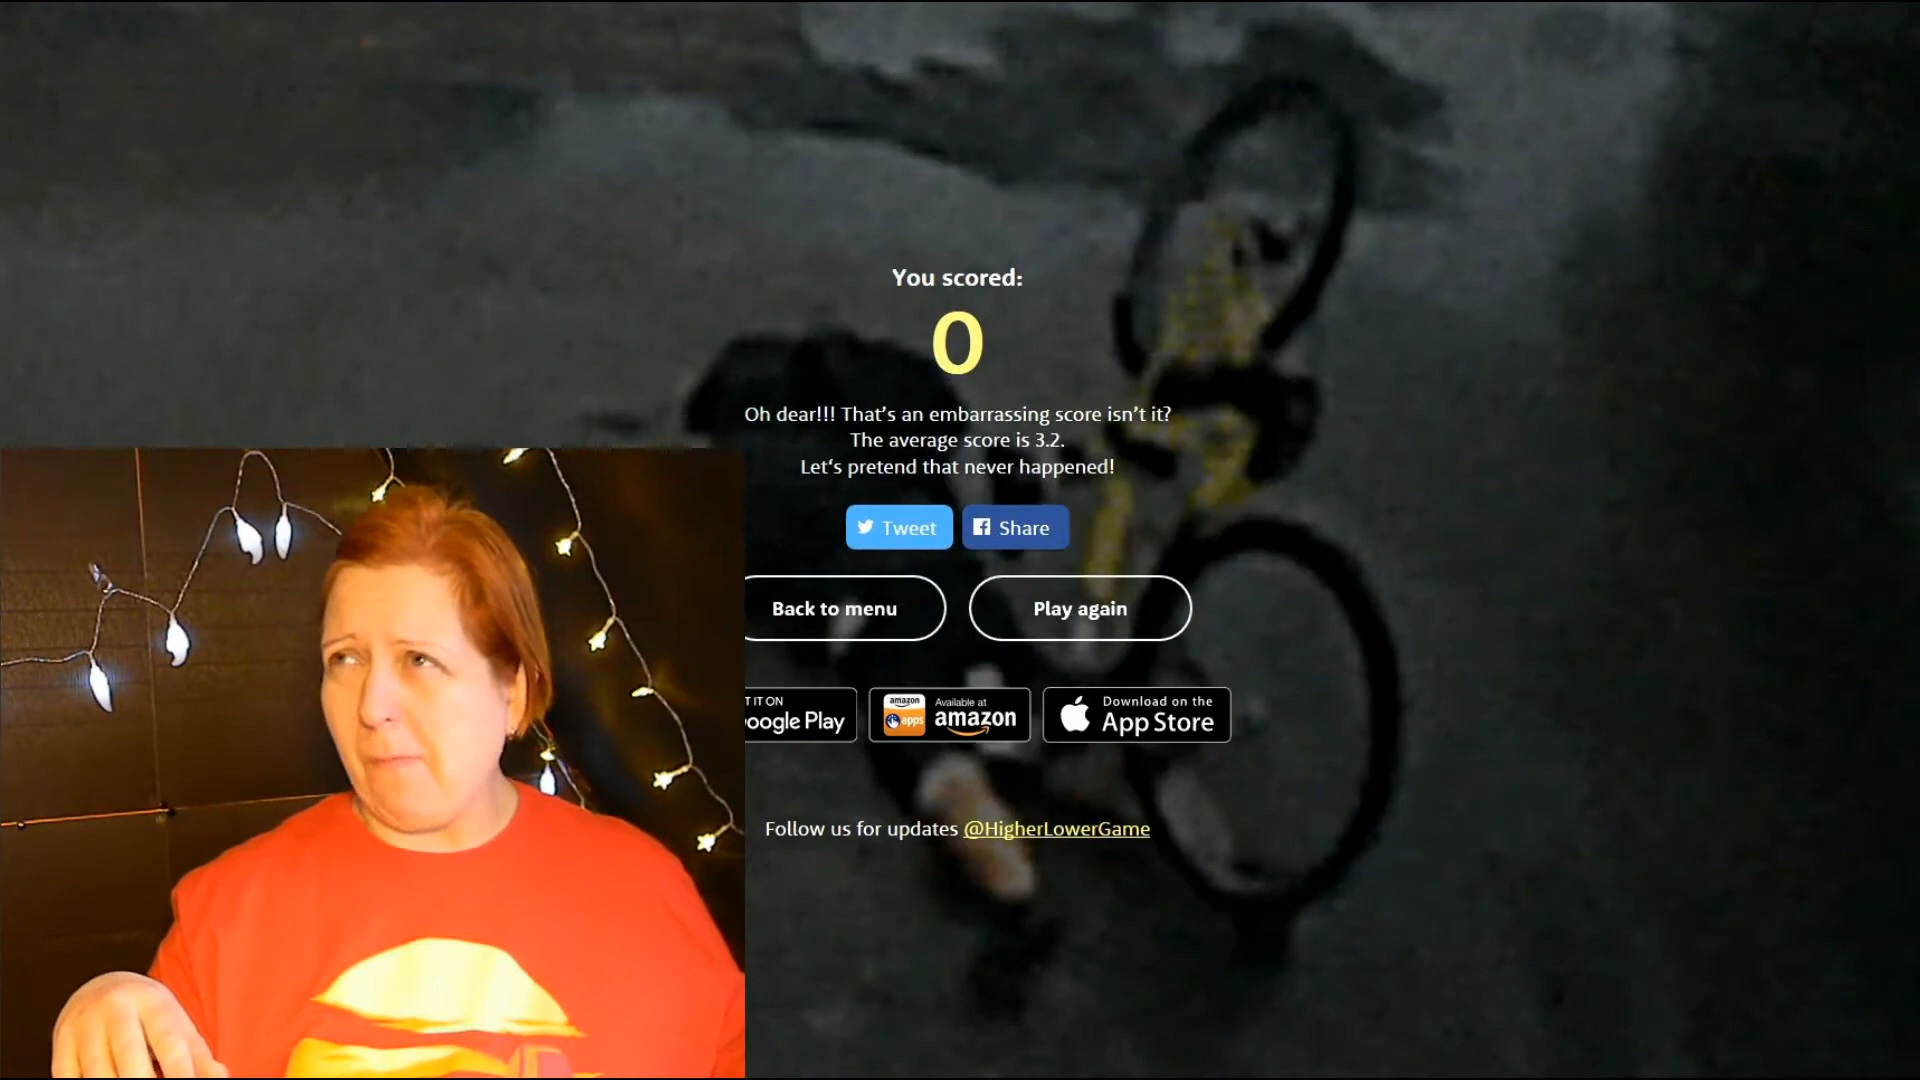 You scored:
0
Oh dear!!! That's an embarrassing score isn't it?
The average score is 3.2.
Let's pretend that never happened!
Tweet
Share
Back to menu
Play again
T IT ON
oogle Play
amazon
apps
Available at
amazon
Download on the
App Store
Follow us for updates @HigherLowerGame